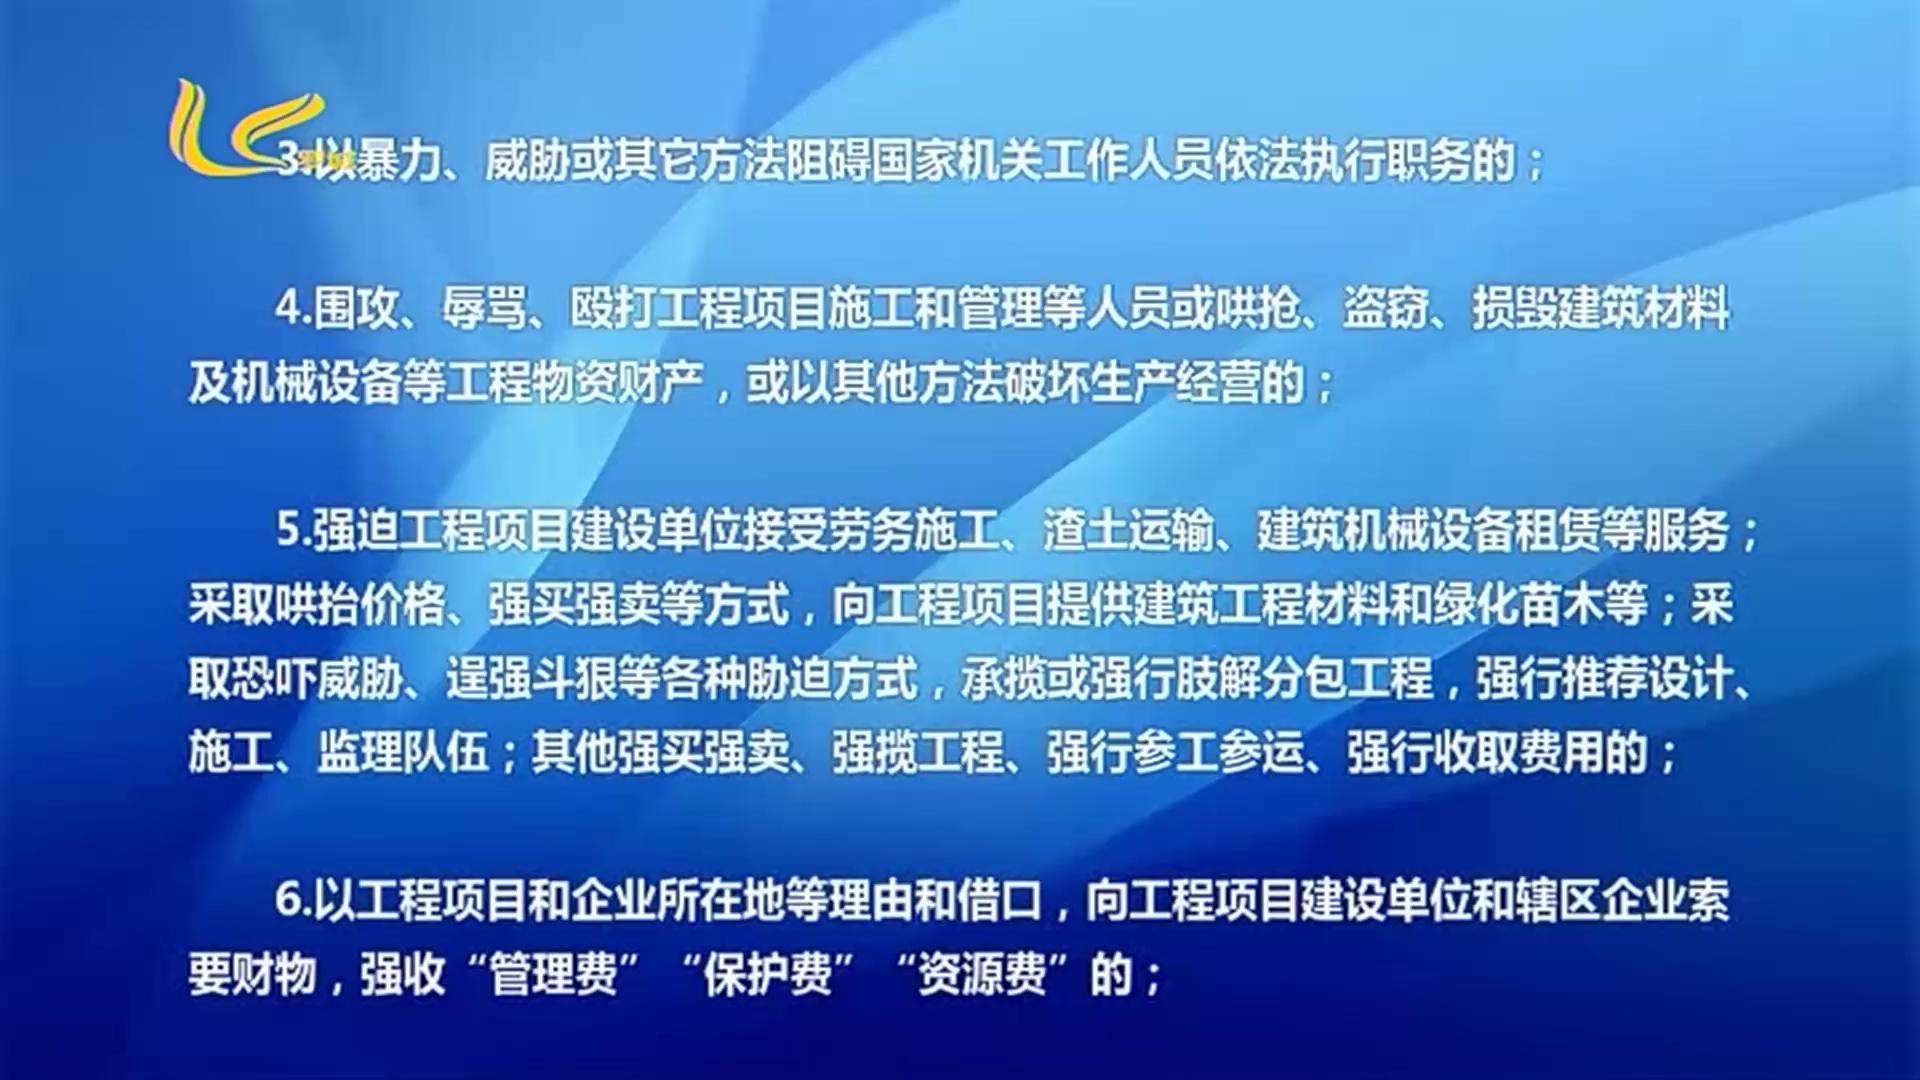 3.以暴力、威胁或其它方法阻碍国家机关工作人员依法执行职务的；
4.围攻、辱骂、殴打工程项目施工和管理等人员或哄抢、盗窃、损毁建筑材料
及机械设备等工程物资财产，或以其他方法破坏生产经营的；
5.强迫工程项目建设单位接受劳务施工、渣土运输、建筑机械设备租赁等服务；
采取哄抬价格、强买强卖等方式，向工程项目提供建筑工程材料和绿化苗木等；采
取恐吓威胁、逞强斗狠等各种胁迫方式，承揽或强行肢解分包工程，强行推荐设计、
施工、监理队伍；其他强买强卖、强揽工程、强行参工参运、强行收取费用的；
6.以工程项目和企业所在地等理由和借口，向工程项目建设单位和辖区企业索
要财物，强收“管理费”“保护费”“资源费”的；